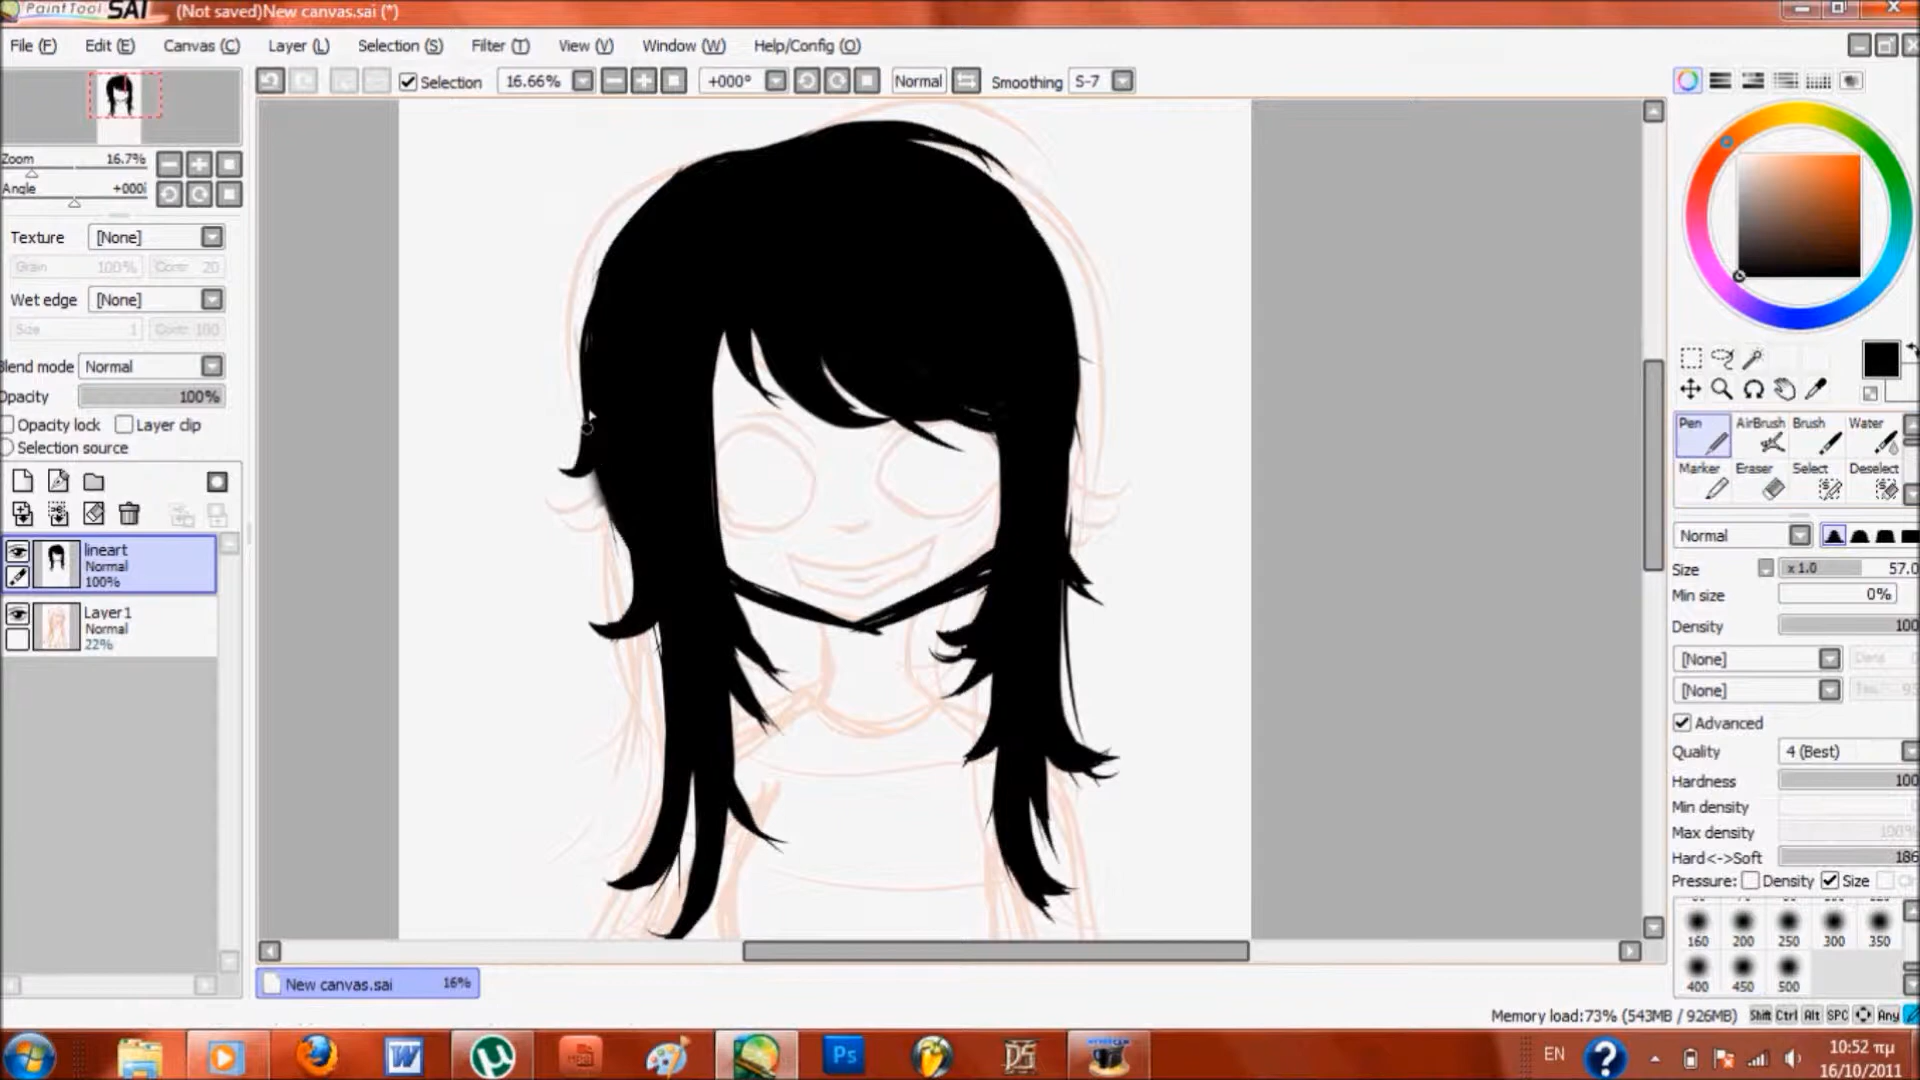 PaintTool SAI (Not saved)New canvas.sai (*)
File (F) Edit (E) Canvas (C) Layer (L) Selection (S) Filter (T) View (V) Window (W) Help/Config (O)
Selection 16.66% +000° Normal Smoothing S-7
Zoom 16.7%
Angle +000
Texture [None]
Grain 100% Contr 20
Wet edge [None]
Size 1 Contr 100
Blend mode Normal
Opacity 100%
Opacity lock Layer clip
Selection source
lineart
Normal
100%
Layer1
Normal
22%
Pen AirBrush Brush Water
Marker Eraser Select Deselect
Normal
Size x 1.0 57.0
Min size 0%
Density 100
[None]
[None] 95
Advanced
Quality 4 (Best)
Hardness 100
Min density
Max density 100%
Hard<->Soft 186
Pressure: Density Size
160 200 250 300 350
400 450 500
New canvas.sai 16%
Memory load:73% (543MB / 926MB) Shift Ctrl Alt SPC Any
W µ Ps EN ? 10:52 πμ
16/10/2011